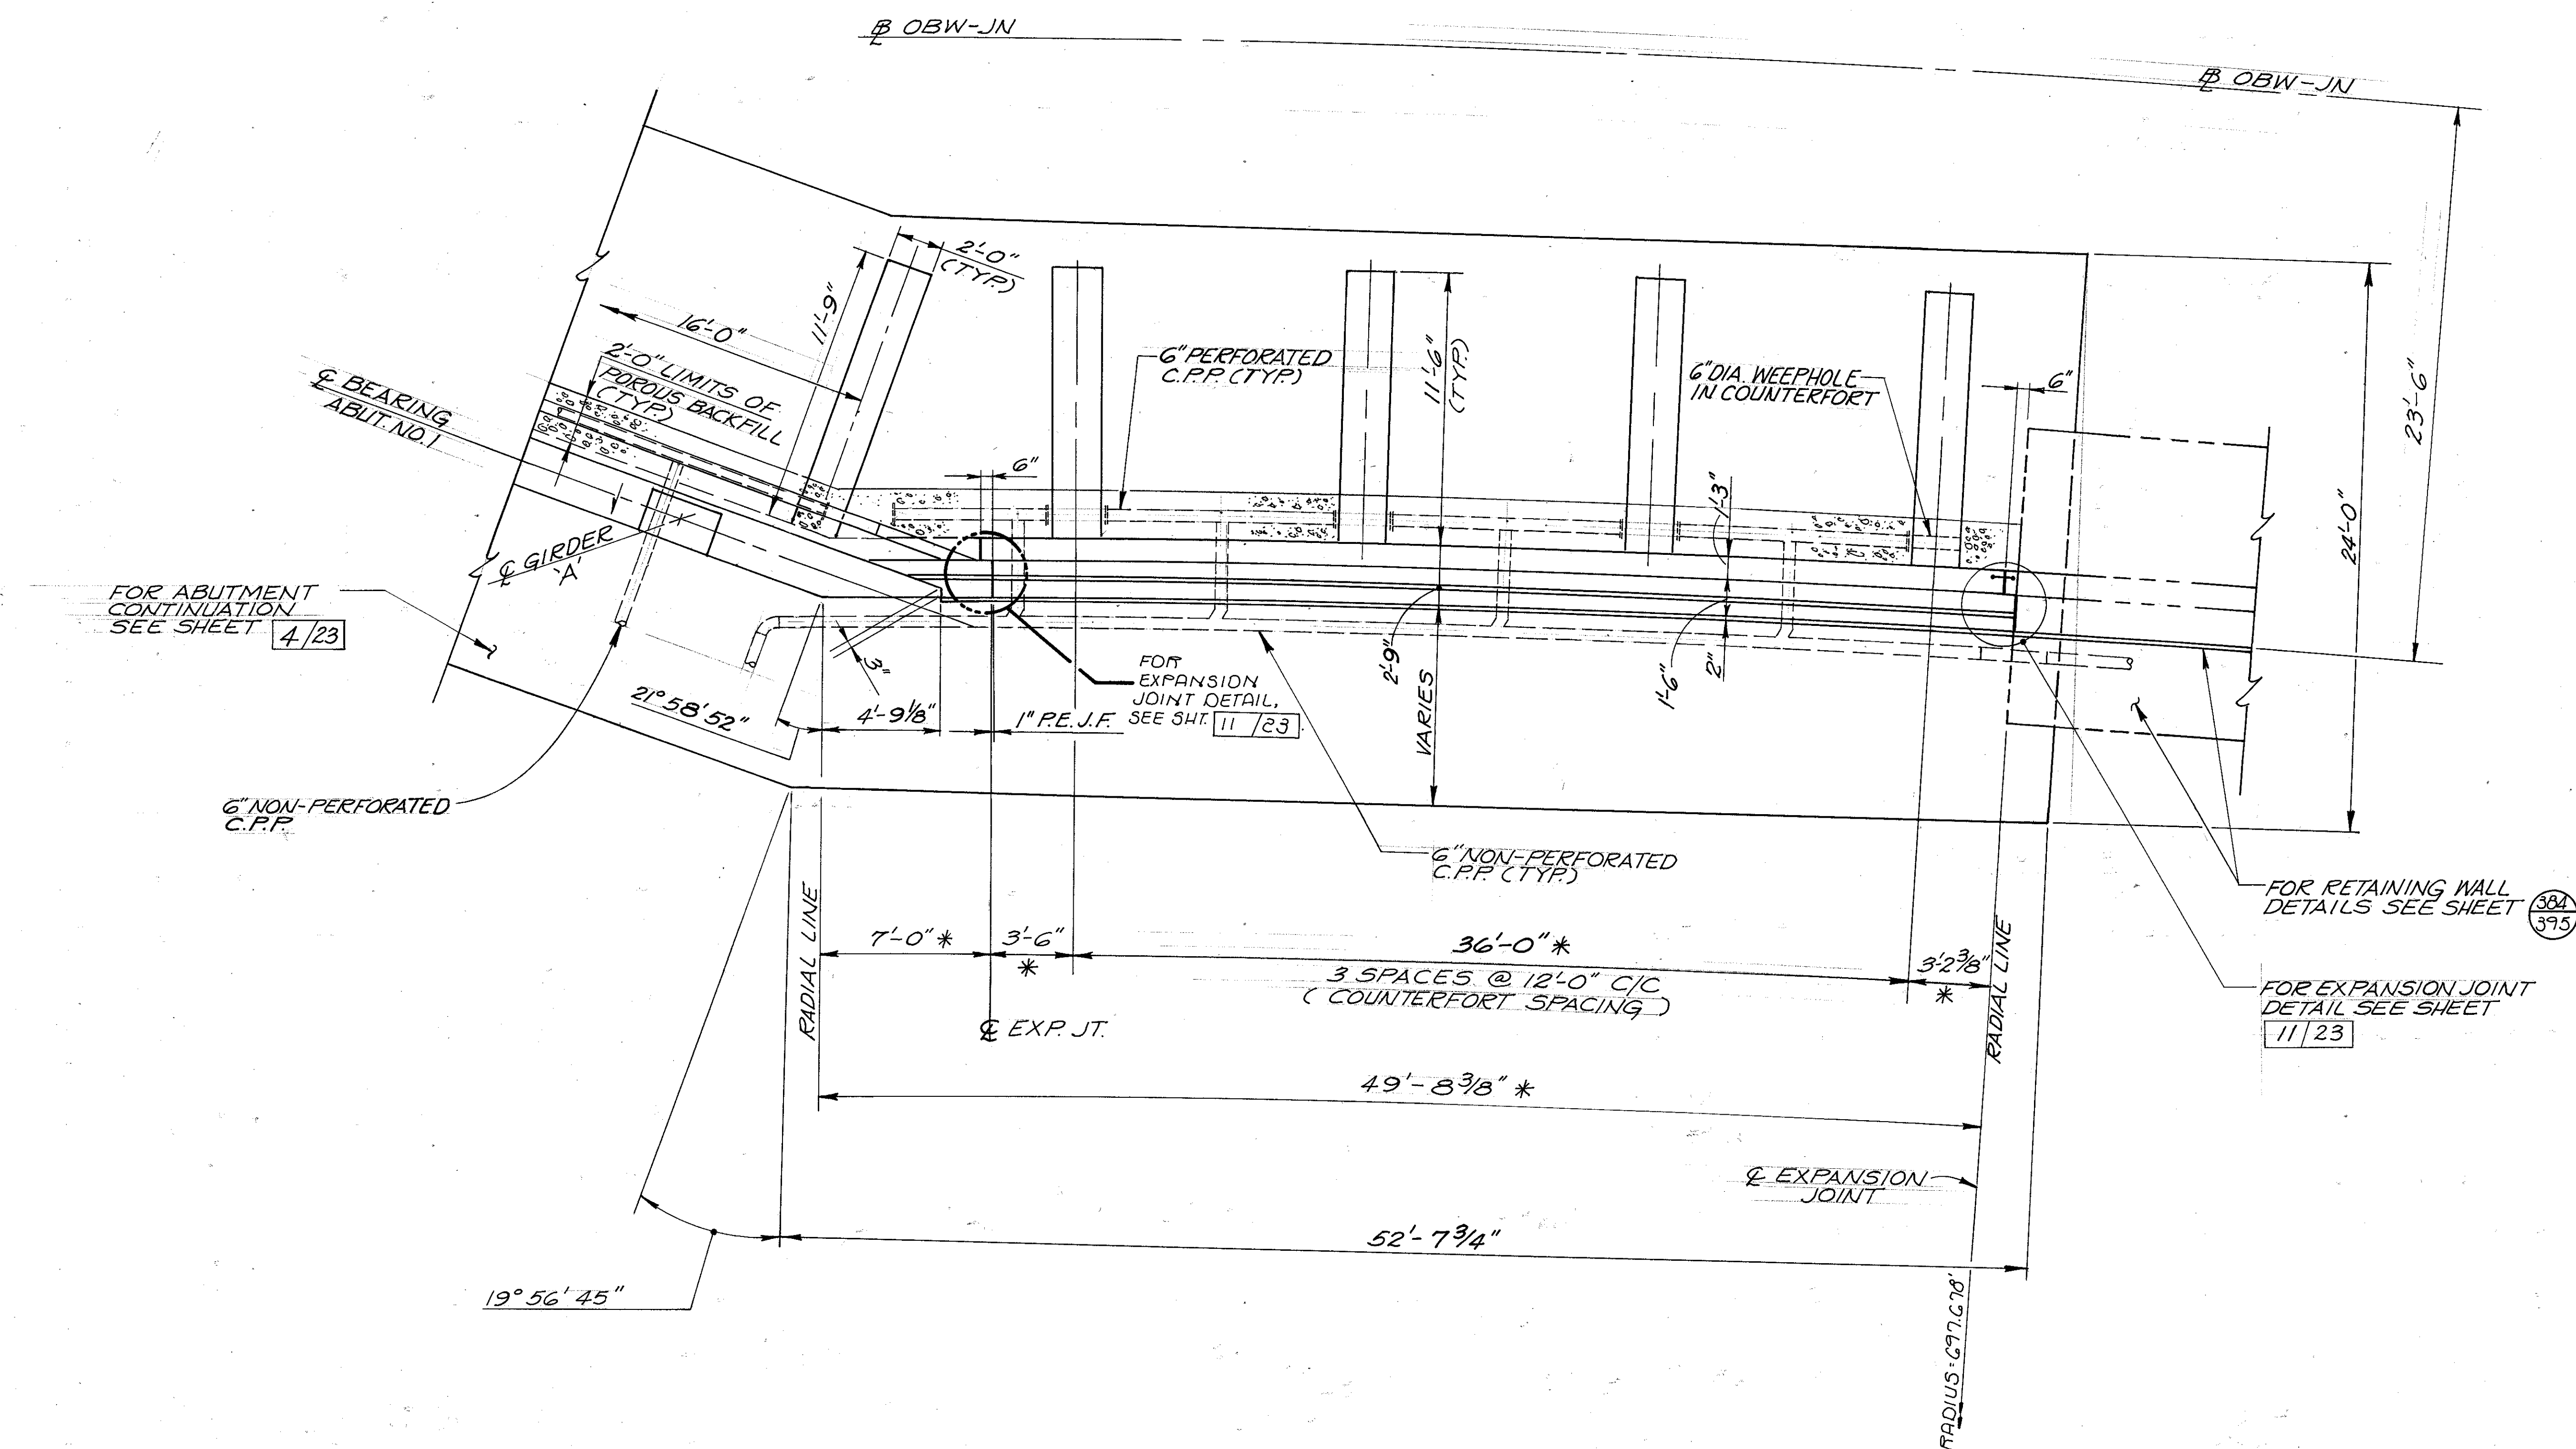 ℄ OBW-JN
℄ OBW-JN
2'-0"
(TYP.)
11'-9"
16'-0"
2'-0" LIMITS OF
POROUS BACKFILL
(TYP.)
℄ BEARING
ABUT. NO. 1
6" PERFORATED
C.P.P. (TYP.)
11'-6"
(TYP.)
6" DIA. WEEPHOLE
IN COUNTERFORT
6"
23'-6"
24'-0"
6"
1'-3"
℄ GIRDER
'A'
FOR ABUTMENT
CONTINUATION
SEE SHEET 4/23
3"
21° 58' 52"
4'-9 1/8"
1" P.E.J.F.
FOR
EXPANSION
JOINT DETAIL,
SEE SHT. 11/23
2'-9"
VARIES
1'-6"
2"
6" NON-PERFORATED
C.P.P.
6" NON-PERFORATED
C.P.P. (TYP.)
FOR RETAINING WALL
DETAILS SEE SHEET 384/395
RADIAL LINE
7'-0" *
3'-6"
*
36'-0" *
3 SPACES @ 12'-0" C/C
( COUNTERFORT SPACING )
3'-2 3/8"
*
RADIAL LINE
FOR EXPANSION JOINT
DETAIL SEE SHEET
11/23
℄ EXP. JT.
49'-8 3/8" *
℄ EXPANSION
JOINT
52'-7 3/4"
19° 56' 45"
RADIUS = 697.678'